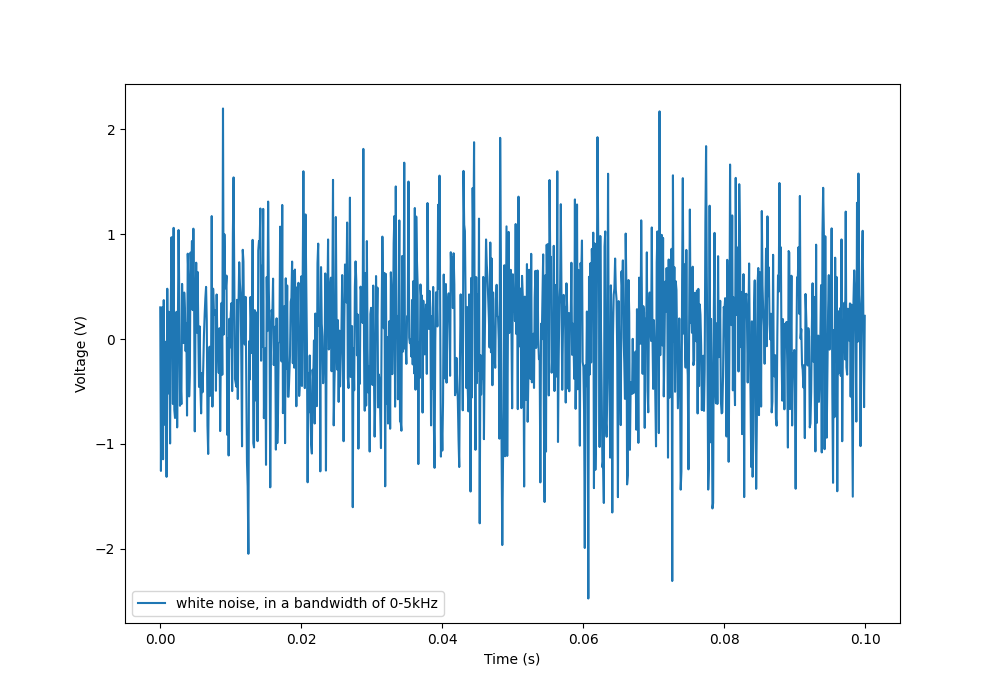 2
1
0
−1
−2
Voltage (V)
white noise, in a bandwidth of 0-5kHz
0.00 0.02 0.04 0.06 0.08 0.10
Time (s)